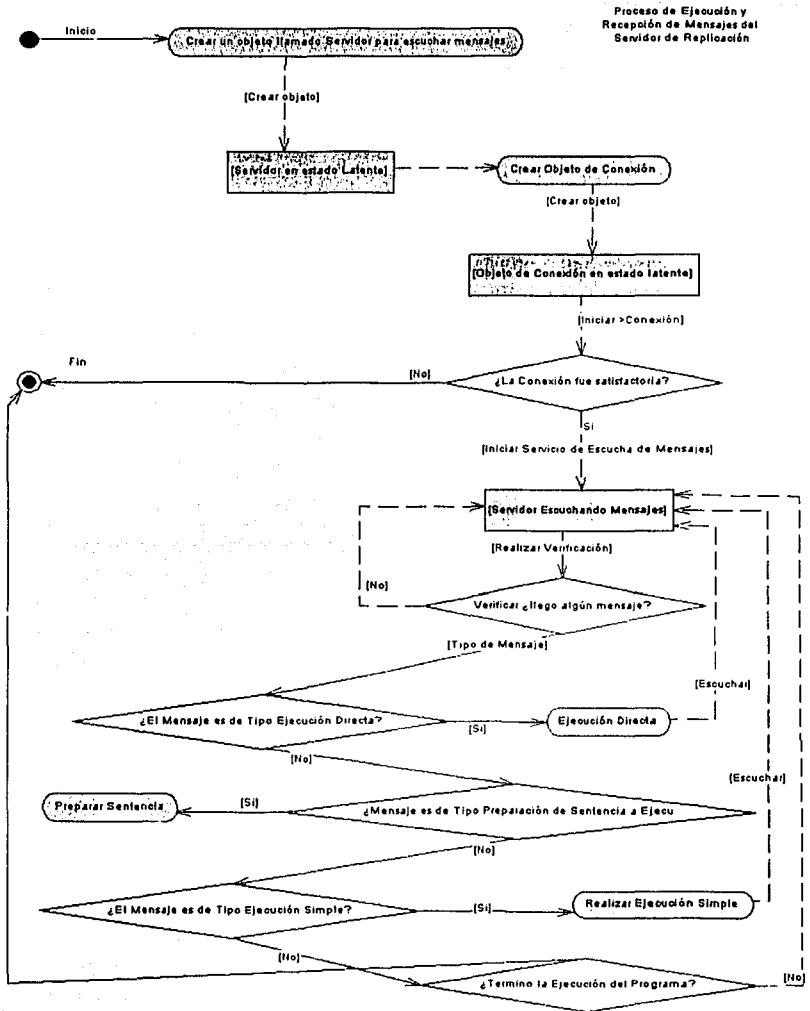 Proceso de Ejecución y
Recepción de Mensajes del
Servidor de Replicación
Inicio
Crear un objeto llamado Servidor para escuchar mensajes
[Crear objeto]
[Servidor en estado Latente]
Crear Objeto de Conexión
[Crear objeto]
[Objeto de Conexión en estado latente]
[Iniciar >Conexión]
Fin
[No]
¿La Conexión fue satisfactoria?
Si
[Iniciar Servicio de Escucha de Mensajes]
[Servidor Escuchando Mensajes]
[Realizar Verificación]
[No]
Verificar ¿llego algún mensaje?
[Tipo de Mensaje]
[Escuchar]
¿El Mensaje es de Tipo Ejecución Directa?
[Si]
Ejecución Directa
[No]
[Escuchar]
Preparar Sentencia
[Si]
¿Mensaje es de Tipo Preparación de Sentencia a Ejecu
[No]
¿El Mensaje es de Tipo Ejecución Simple?
[Si]
Realizar Ejecución Simple
[No]
¿Termino la Ejecución del Programa?
[No]